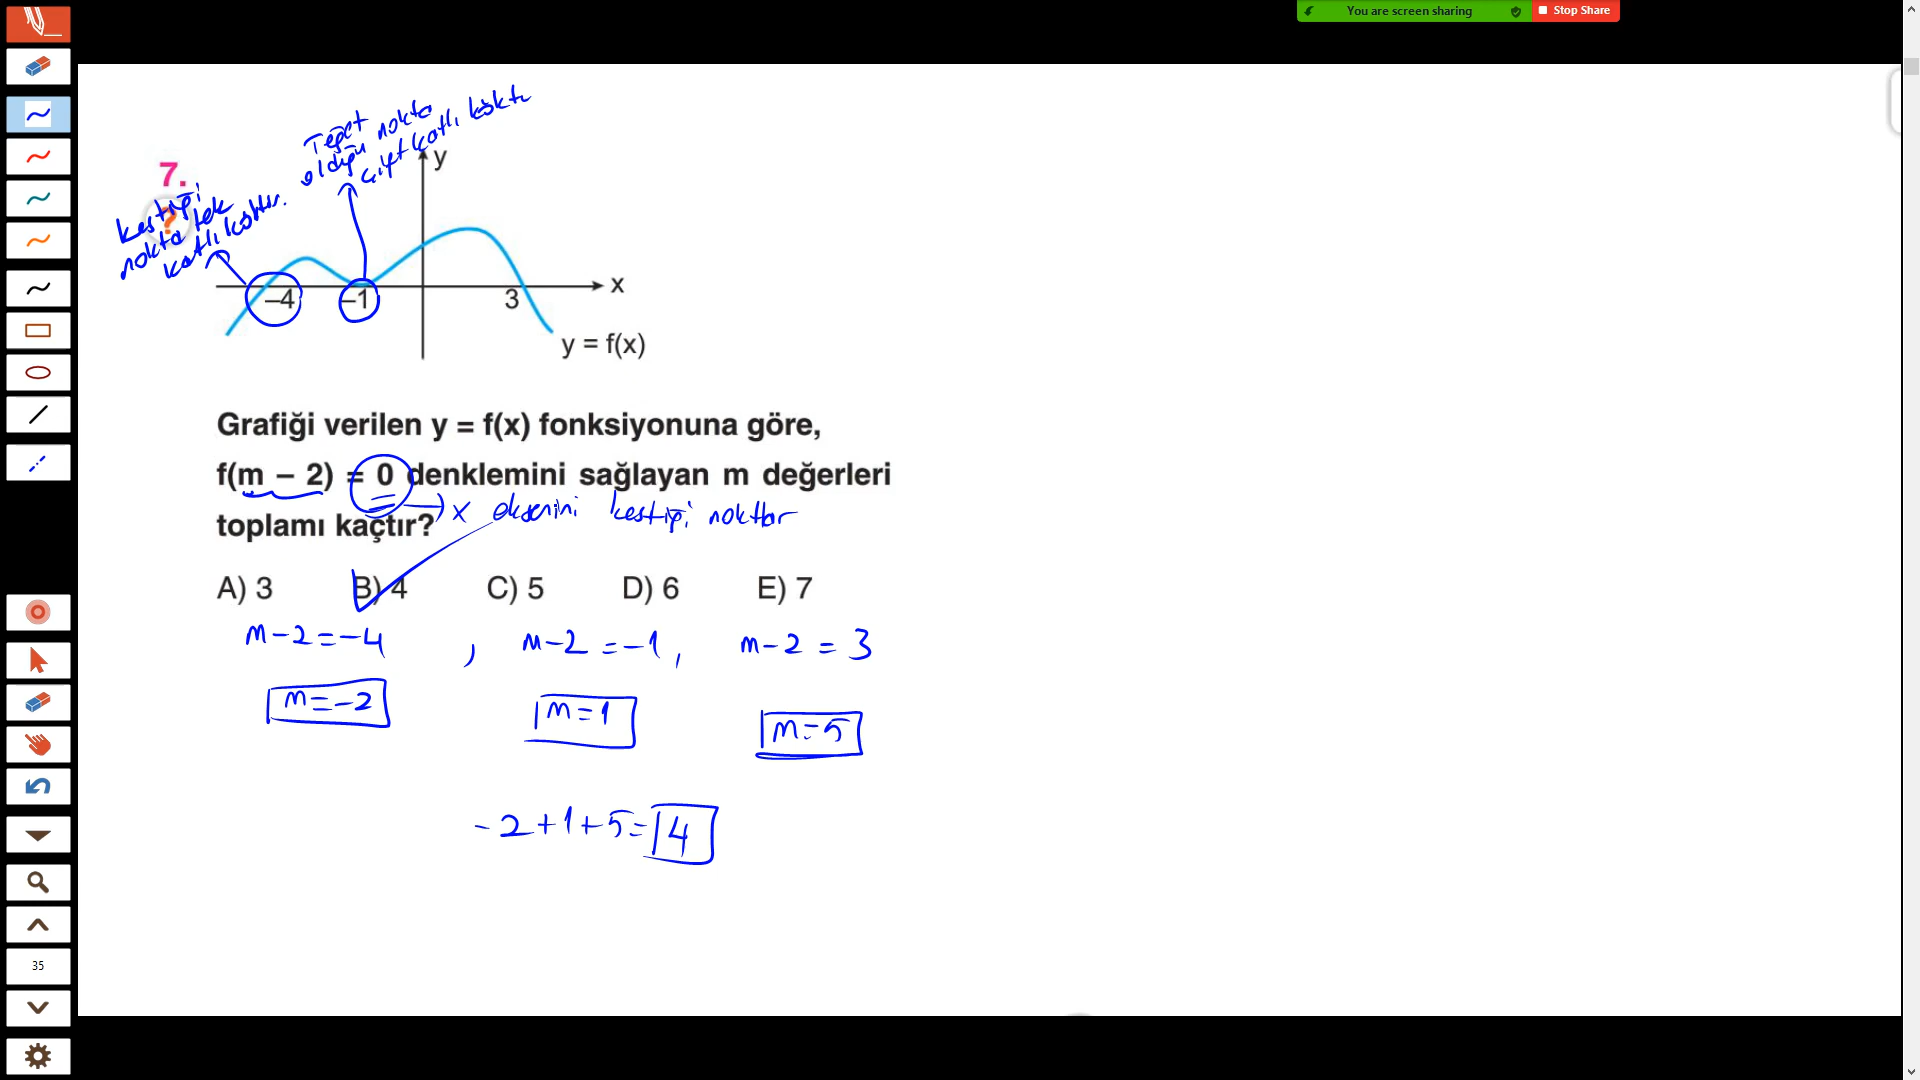 You are screen sharing
Stop Share
Teğet
olduğu nokta
çift katlı köktür
7.
Kestiği
nokta tek
katlı köktür.
y
x
-4
-1
3
y = f(x)
Grafiği verilen y = f(x) fonksiyonuna göre,
f(m – 2) = 0 denklemini sağlayan m değerleri
toplamı kaçtır?
x eksenini kestiği noktlar
A) 3 B) 4 C) 5 D) 6 E) 7
m-2=-4 , m-2=-1, m-2=3
m=-2 m=1 m=5
-2+1+5=4
35